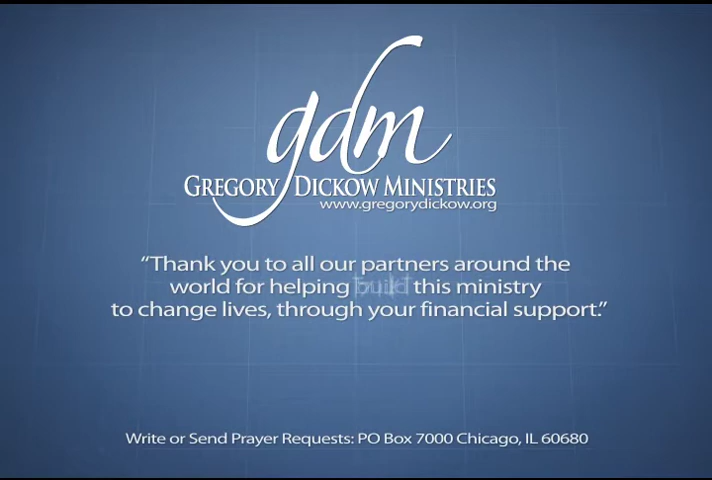 gdm
GREGORY DICKOW MINISTRIES
www.gregorydickow.org
“Thank you to all our partners around the
world for helping build this ministry
to change lives, through your financial support.”
Write or Send Prayer Requests: PO Box 7000 Chicago, IL 60680